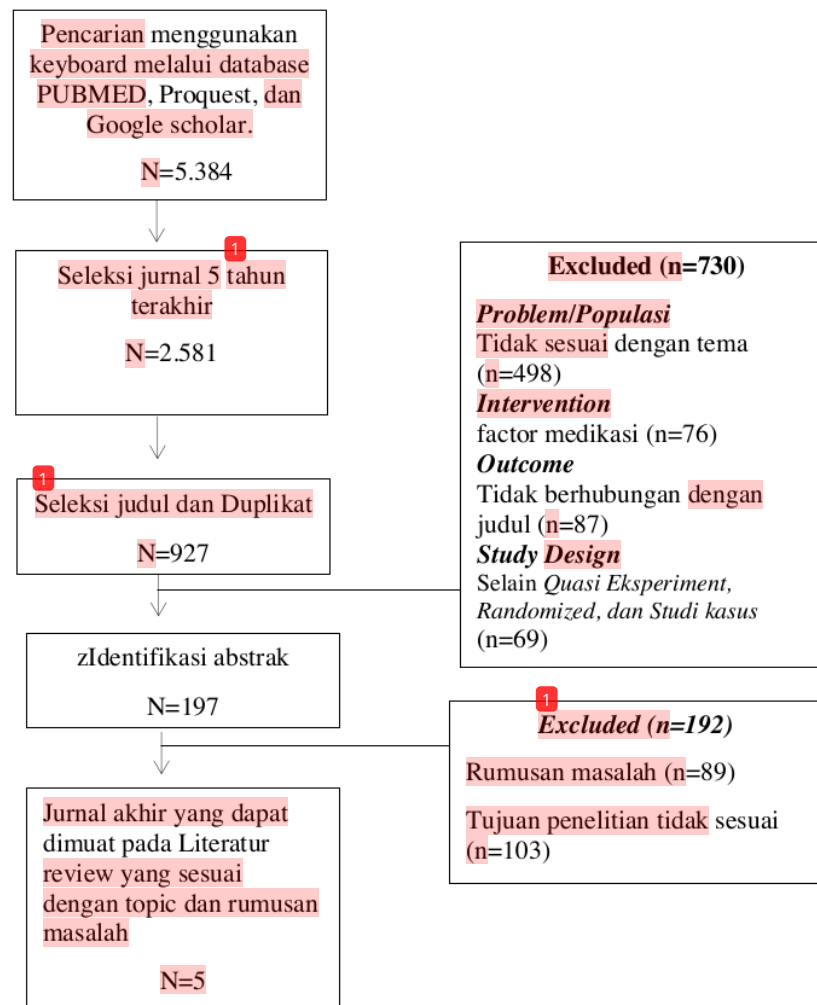 Pencarian menggunakan
keyboard melalui database
PUBMED, Proquest, dan
Google scholar.
N=5.384
1
Seleksi jurnal 5 tahun
terakhir
N=2.581
1
Seleksi judul dan Duplikat
N=927
Excluded (n=730)
Problem/Populasi
Tidak sesuai dengan tema
(n=498)
Intervention
factor medikasi (n=76)
Outcome
Tidak berhubungan dengan
judul (n=87)
Study Design
Selain Quasi Eksperiment,
Randomized, dan Studi kasus
(n=69)
zIdentifikasi abstrak
N=197
1
Excluded (n=192)
Rumusan masalah (n=89)
Tujuan penelitian tidak sesuai
(n=103)
Jurnal akhir yang dapat
dimuat pada Literatur
review yang sesuai
dengan topic dan rumusan
masalah
N=5